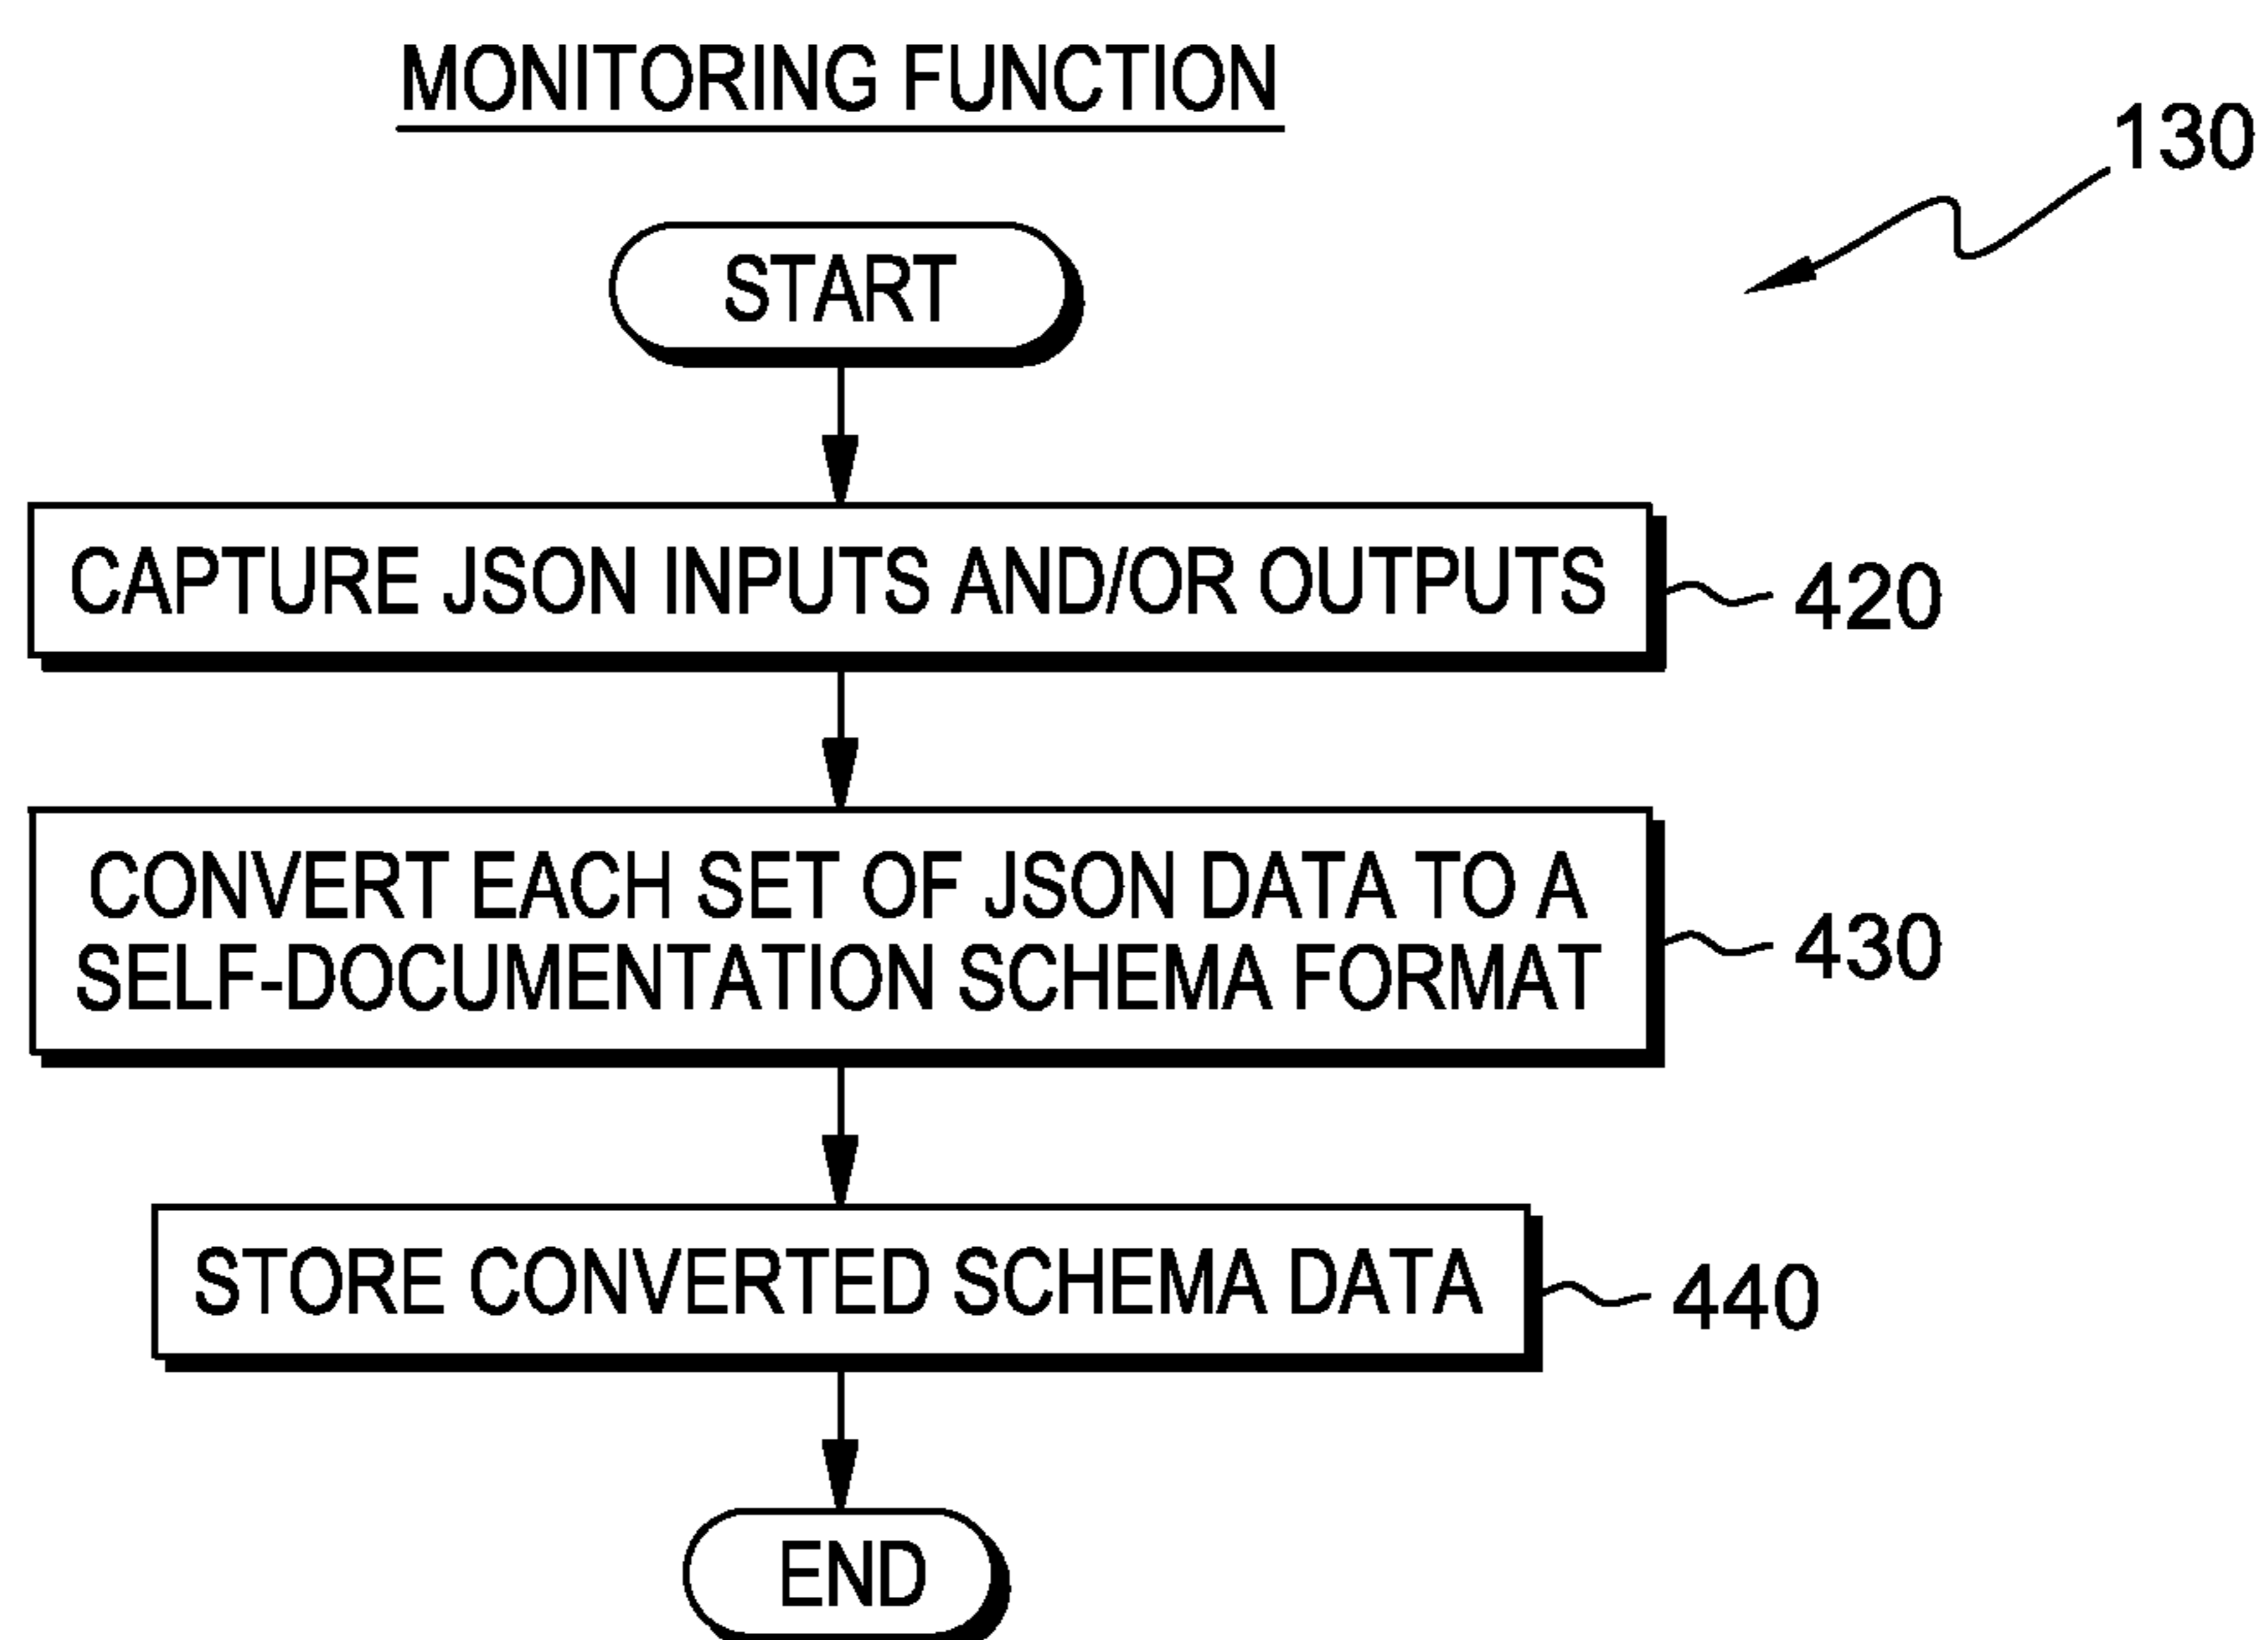 MONITORING FUNCTION
130
START
CAPTURE JSON INPUTS AND/OR OUTPUTS
420
CONVERT EACH SET OF JSON DATA TO A
SELF-DOCUMENTATION SCHEMA FORMAT
430
STORE CONVERTED SCHEMA DATA
440
END